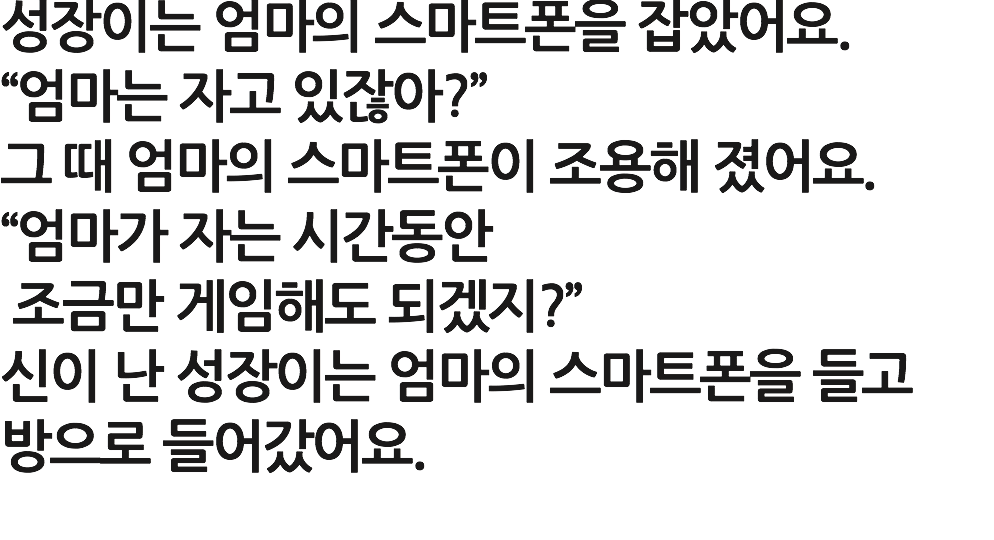 성장이는 엄마의 스마트폰을 잡았어요.
“엄마는 자고 있잖아?”
그 때 엄마의 스마트폰이 조용해 졌어요.
“엄마가 자는 시간동안
조금만 게임해도 되겠지?”
신이 난 성장이는 엄마의 스마트폰을 들고
방으로 들어갔어요.